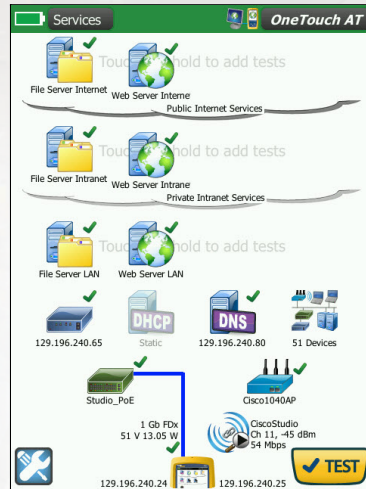 Services
OneTouch AT
Touch hold to add tests
File Server Internet
Web Server Interne
Public Internet Services
Touch hold to add tests
File Server Intranet
Web Server Intrane
Private Intranet Services
Touch hold to add tests
File Server LAN
Web Server LAN
DHCP
DNS
129.196.240.65
Static
129.196.240.80
51 Devices
Studio_PoE
Cisco1040AP
1 Gb FDx
51 V 13.05 W
CiscoStudio
Ch 11, -45 dBm
54 Mbps
129.196.240.24
129.196.240.25
TEST